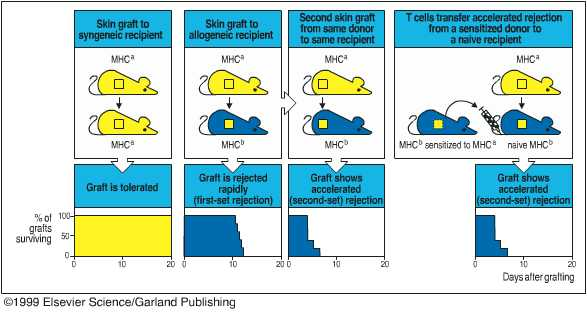 Skin graft to
syngeneic recipient
MHCa
MHCa
Graft is tolerated
Skin graft to
allogeneic recipient
MHCa
MHCb
Graft is rejected
rapidly
(first-set rejection)
Second skin graft
from same donor
to same recipient
MHCa
MHCb
Graft shows
accelerated
(second-set) rejection
T cells transfer accelerated rejection
from a sensitized donor to
a naive recipient
MHCa
MHCb sensitized to MHCa
naive MHCb
Graft shows
accelerated
(second-set) rejection
% of
grafts
surviving
100
50
0
0 10 20
0 10 20
0 10 20
0 10 20
Days after grafting
©1999 Elsevier Science/Garland Publishing